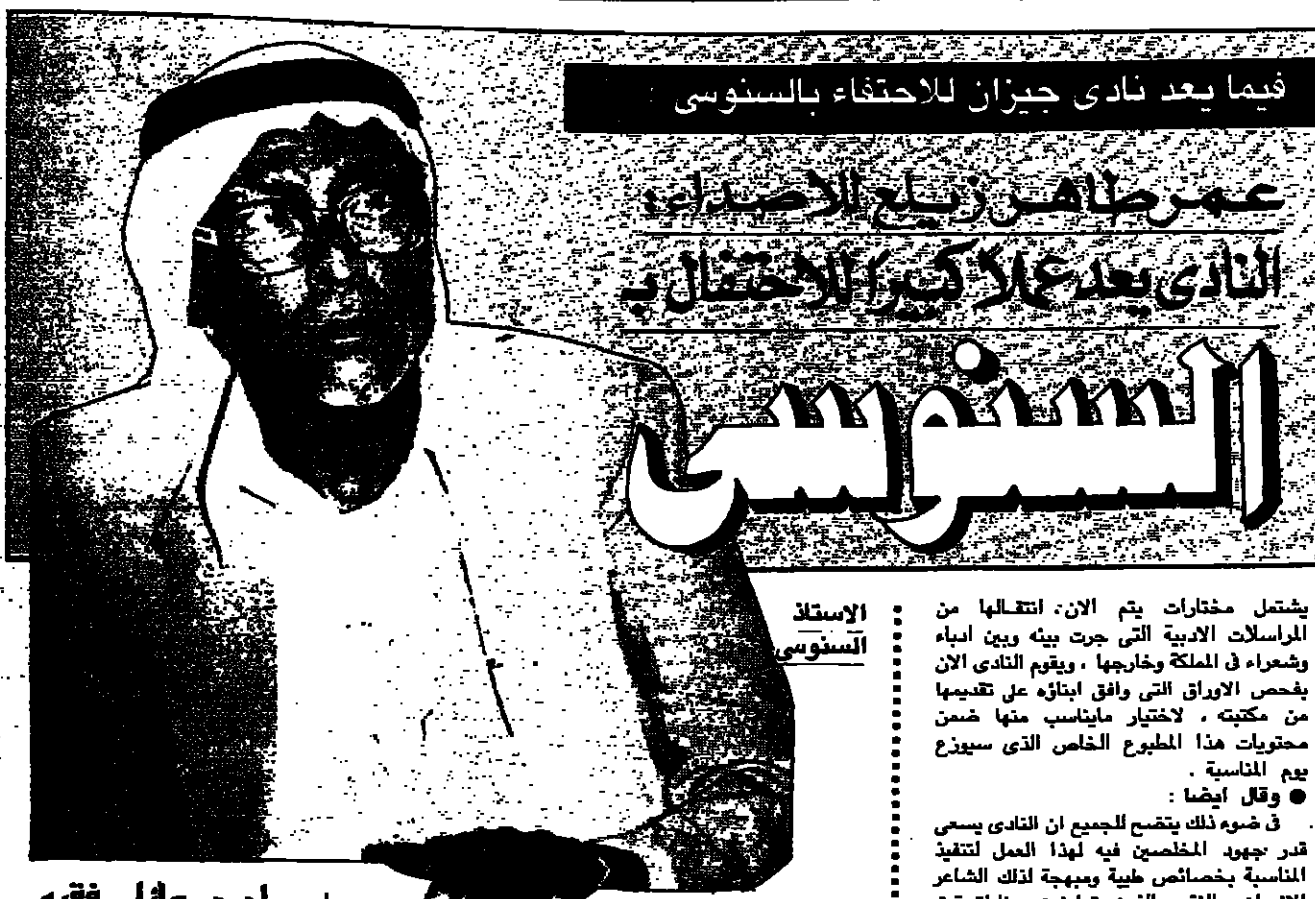 فيما يعد نادى جيزان للاحتفاء بالسنوسى
عمر طاهر زيلع للاصداء:
النادى يعد عملاً كبيرا للاحتفال بـ
السنوسى
الاستاذ
السنوسى
يشتمل مختارات يتم الان انتقالها من
المراسلات الادبية التى جرت بينه وبين ادباء
وشعراء فى المملكة وخارجها ، ويقوم النادى الان
بفحص الاوراق التى وافق ابناؤه على تقديمها
من مكتبته ، لاختيار مايناسب منها ضمن
محتويات هذا المطبوع الخاص الذى سيوزع
يوم المناسبة .
● وقال ايضا :
فى ضوء ذلك يتضح للجميع ان النادى يسعى
قدر جهود المخلصين فيه لهذا العمل لتنفيذ
المناسبة بخصائص طيبة ومبهجة لذلك الشاعر
فقيه